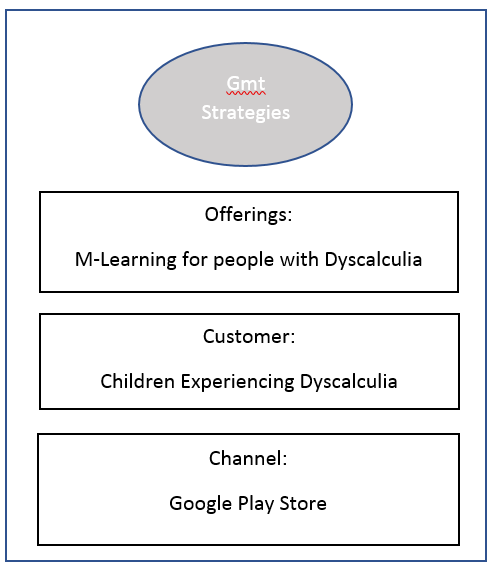 Gmt
Strategies
Offerings:
M-Learning for people with Dyscalculia
Customer:
Children Experiencing Dyscalculia
Channel:
Google Play Store